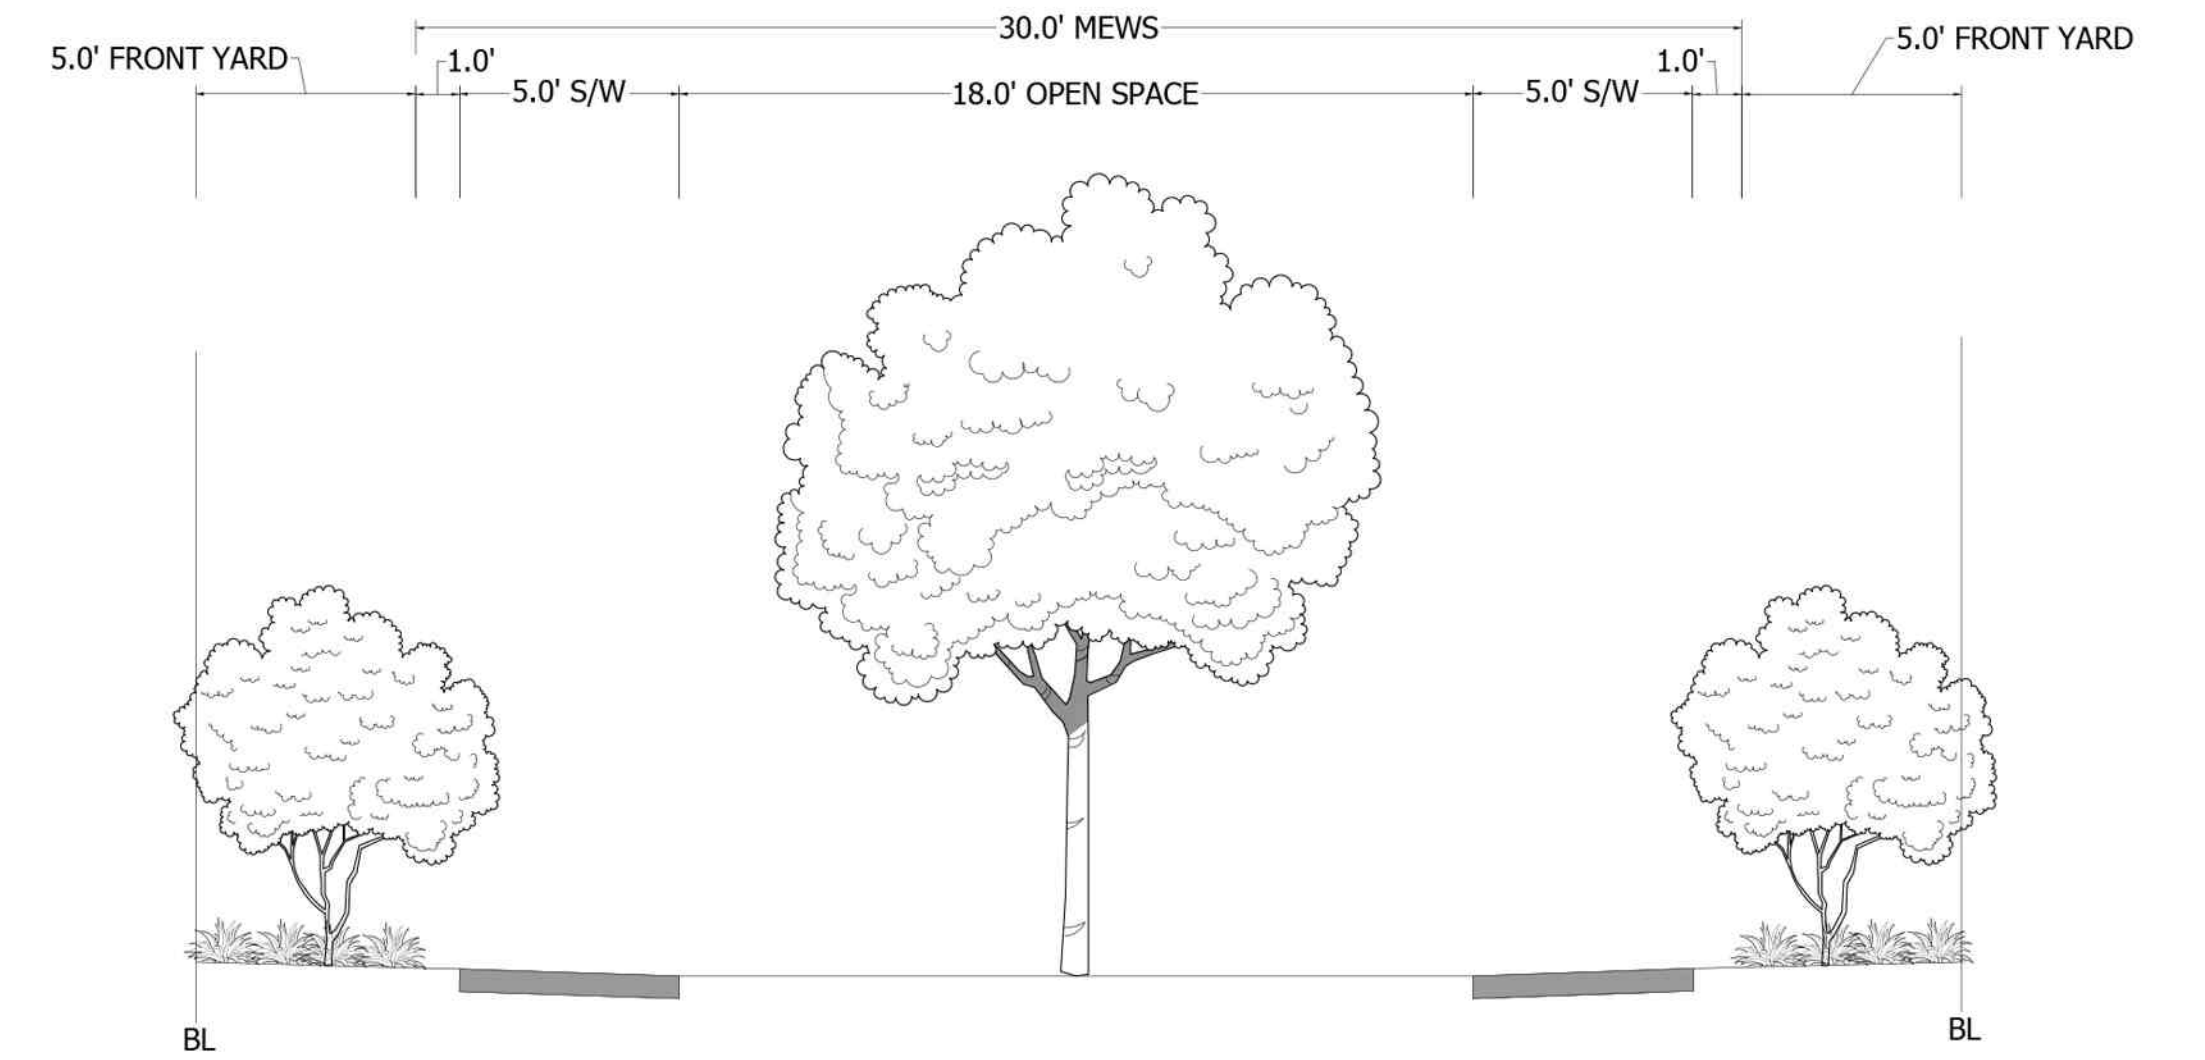 30.0' MEWS
5.0' FRONT YARD
1.0'
5.0' S/W
18.0' OPEN SPACE
5.0' S/W
1.0'
5.0' FRONT YARD
BL
BL